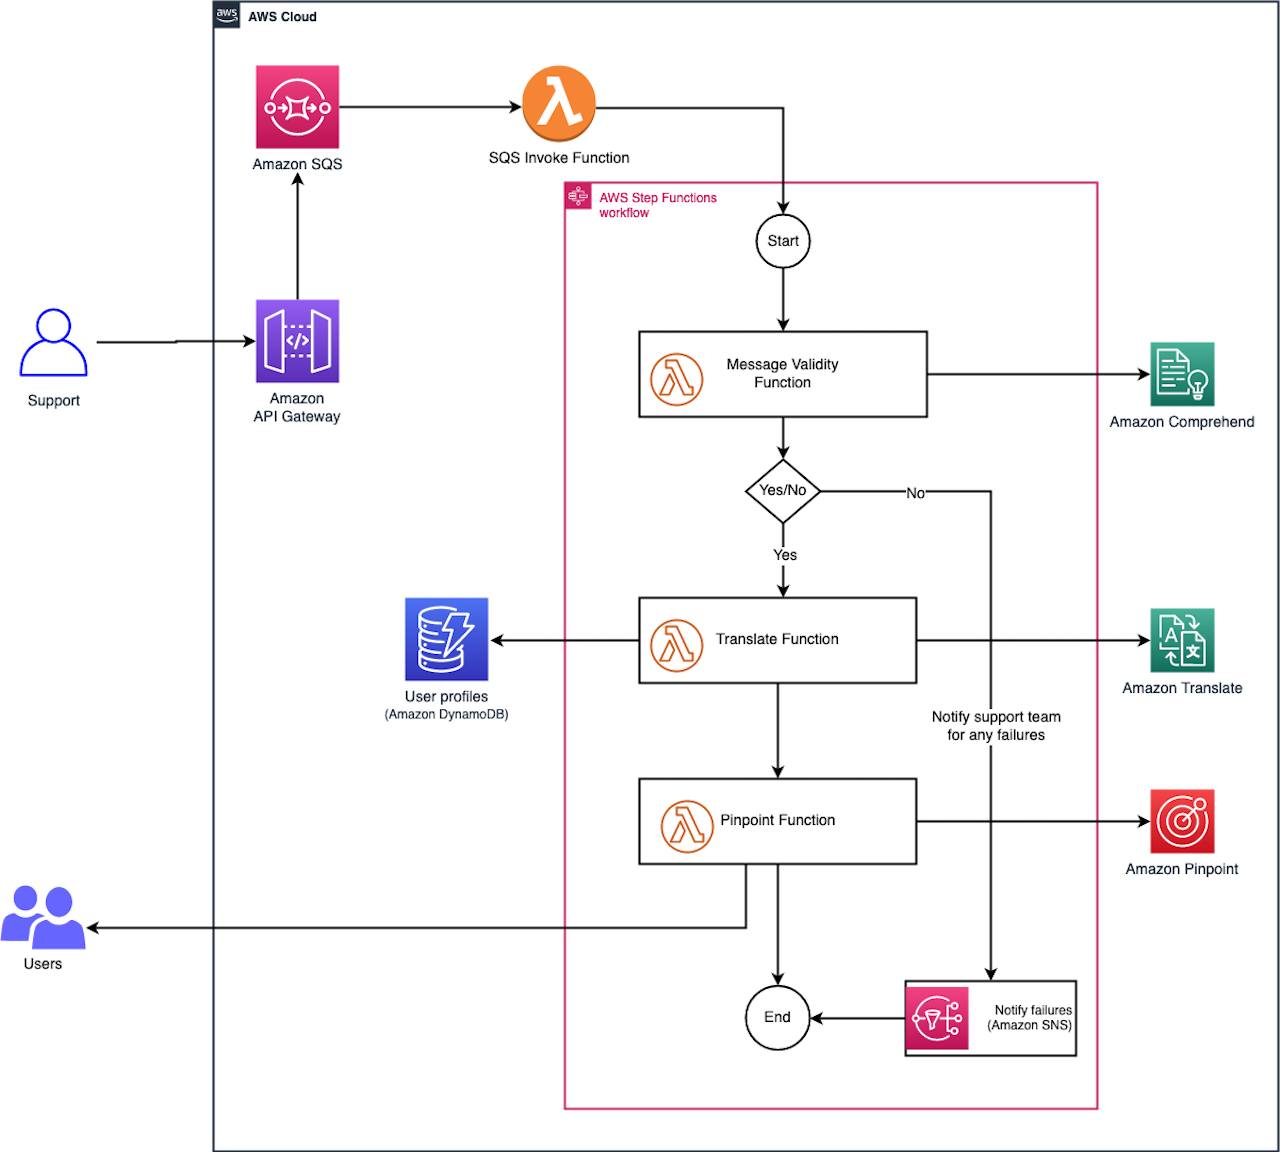 aws
AWS Cloud
Amazon SQS
SQS Invoke Function
AWS Step Functions
workflow
Start
Support
Amazon
API Gateway
Message Validity
Function
Amazon Comprehend
Yes/No
No
Yes
User profiles
(Amazon DynamoDB)
Translate Function
A
文
Amazon Translate
Notify support team
for any failures
Pinpoint Function
Amazon Pinpoint
Users
End
Notify failures
(Amazon SNS)